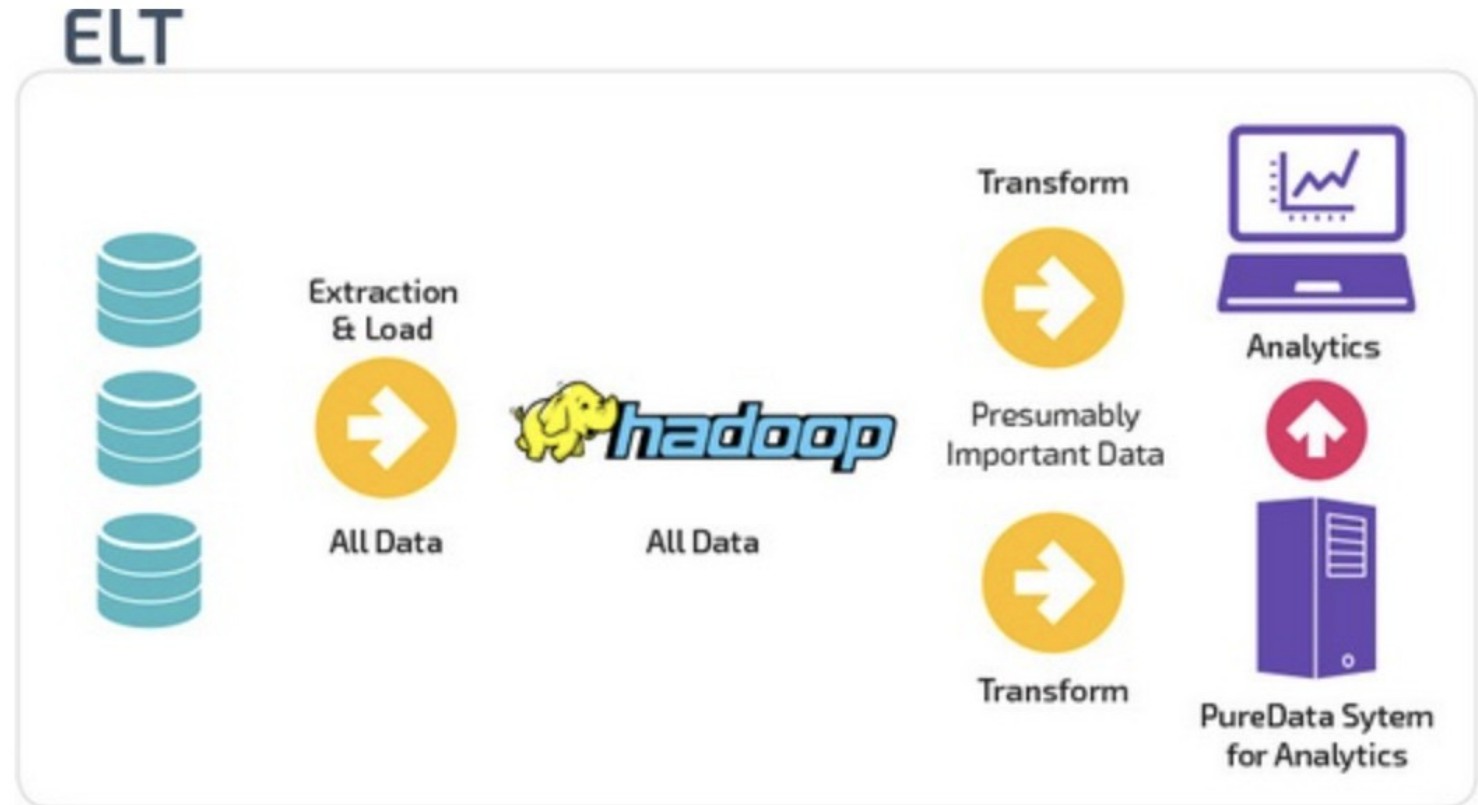 ELT
Extraction
& Load
All Data
hadoop
All Data
Transform
Presumably
Important Data
Transform
Analytics
PureData Sytem
for Analytics